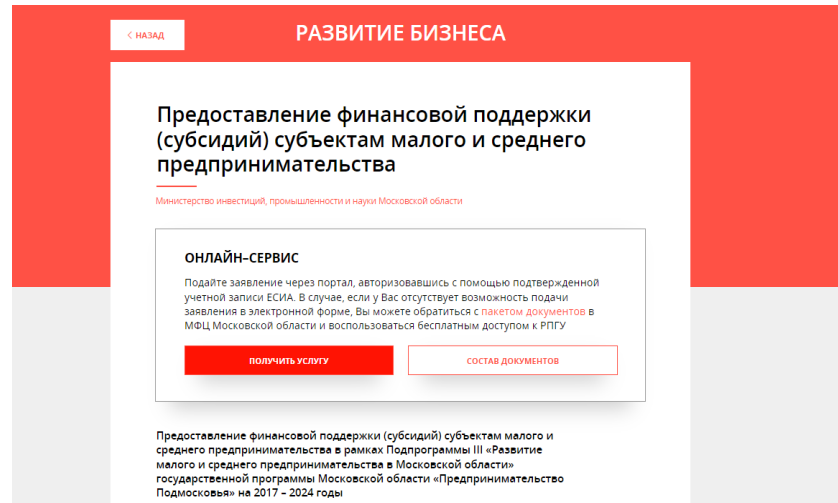 < НАЗАД
РАЗВИТИЕ БИЗНЕСА
Предоставление финансовой поддержки
(субсидий) субъектам малого и среднего
предпринимательства
Министерство инвестиций, промышленности и науки Московской области
ОНЛАЙН–СЕРВИС
Подайте заявление через портал, авторизовавшись с помощью подтвержденной
учетной записи ЕСИА. В случае, если у Вас отсутствует возможность подачи
заявления в электронной форме, Вы можете обратиться с пакетом документов в
МФЦ Московской области и воспользоваться бесплатным доступом к РПГУ
ПОЛУЧИТЬ УСЛУГУ
СОСТАВ ДОКУМЕНТОВ
Предоставление финансовой поддержки (субсидий) субъектам малого и
среднего предпринимательства в рамках Подпрограммы III «Развитие
малого и среднего предпринимательства в Московской области»
государственной программы Московской области «Предпринимательство
Подмосковья» на 2017 – 2024 годы